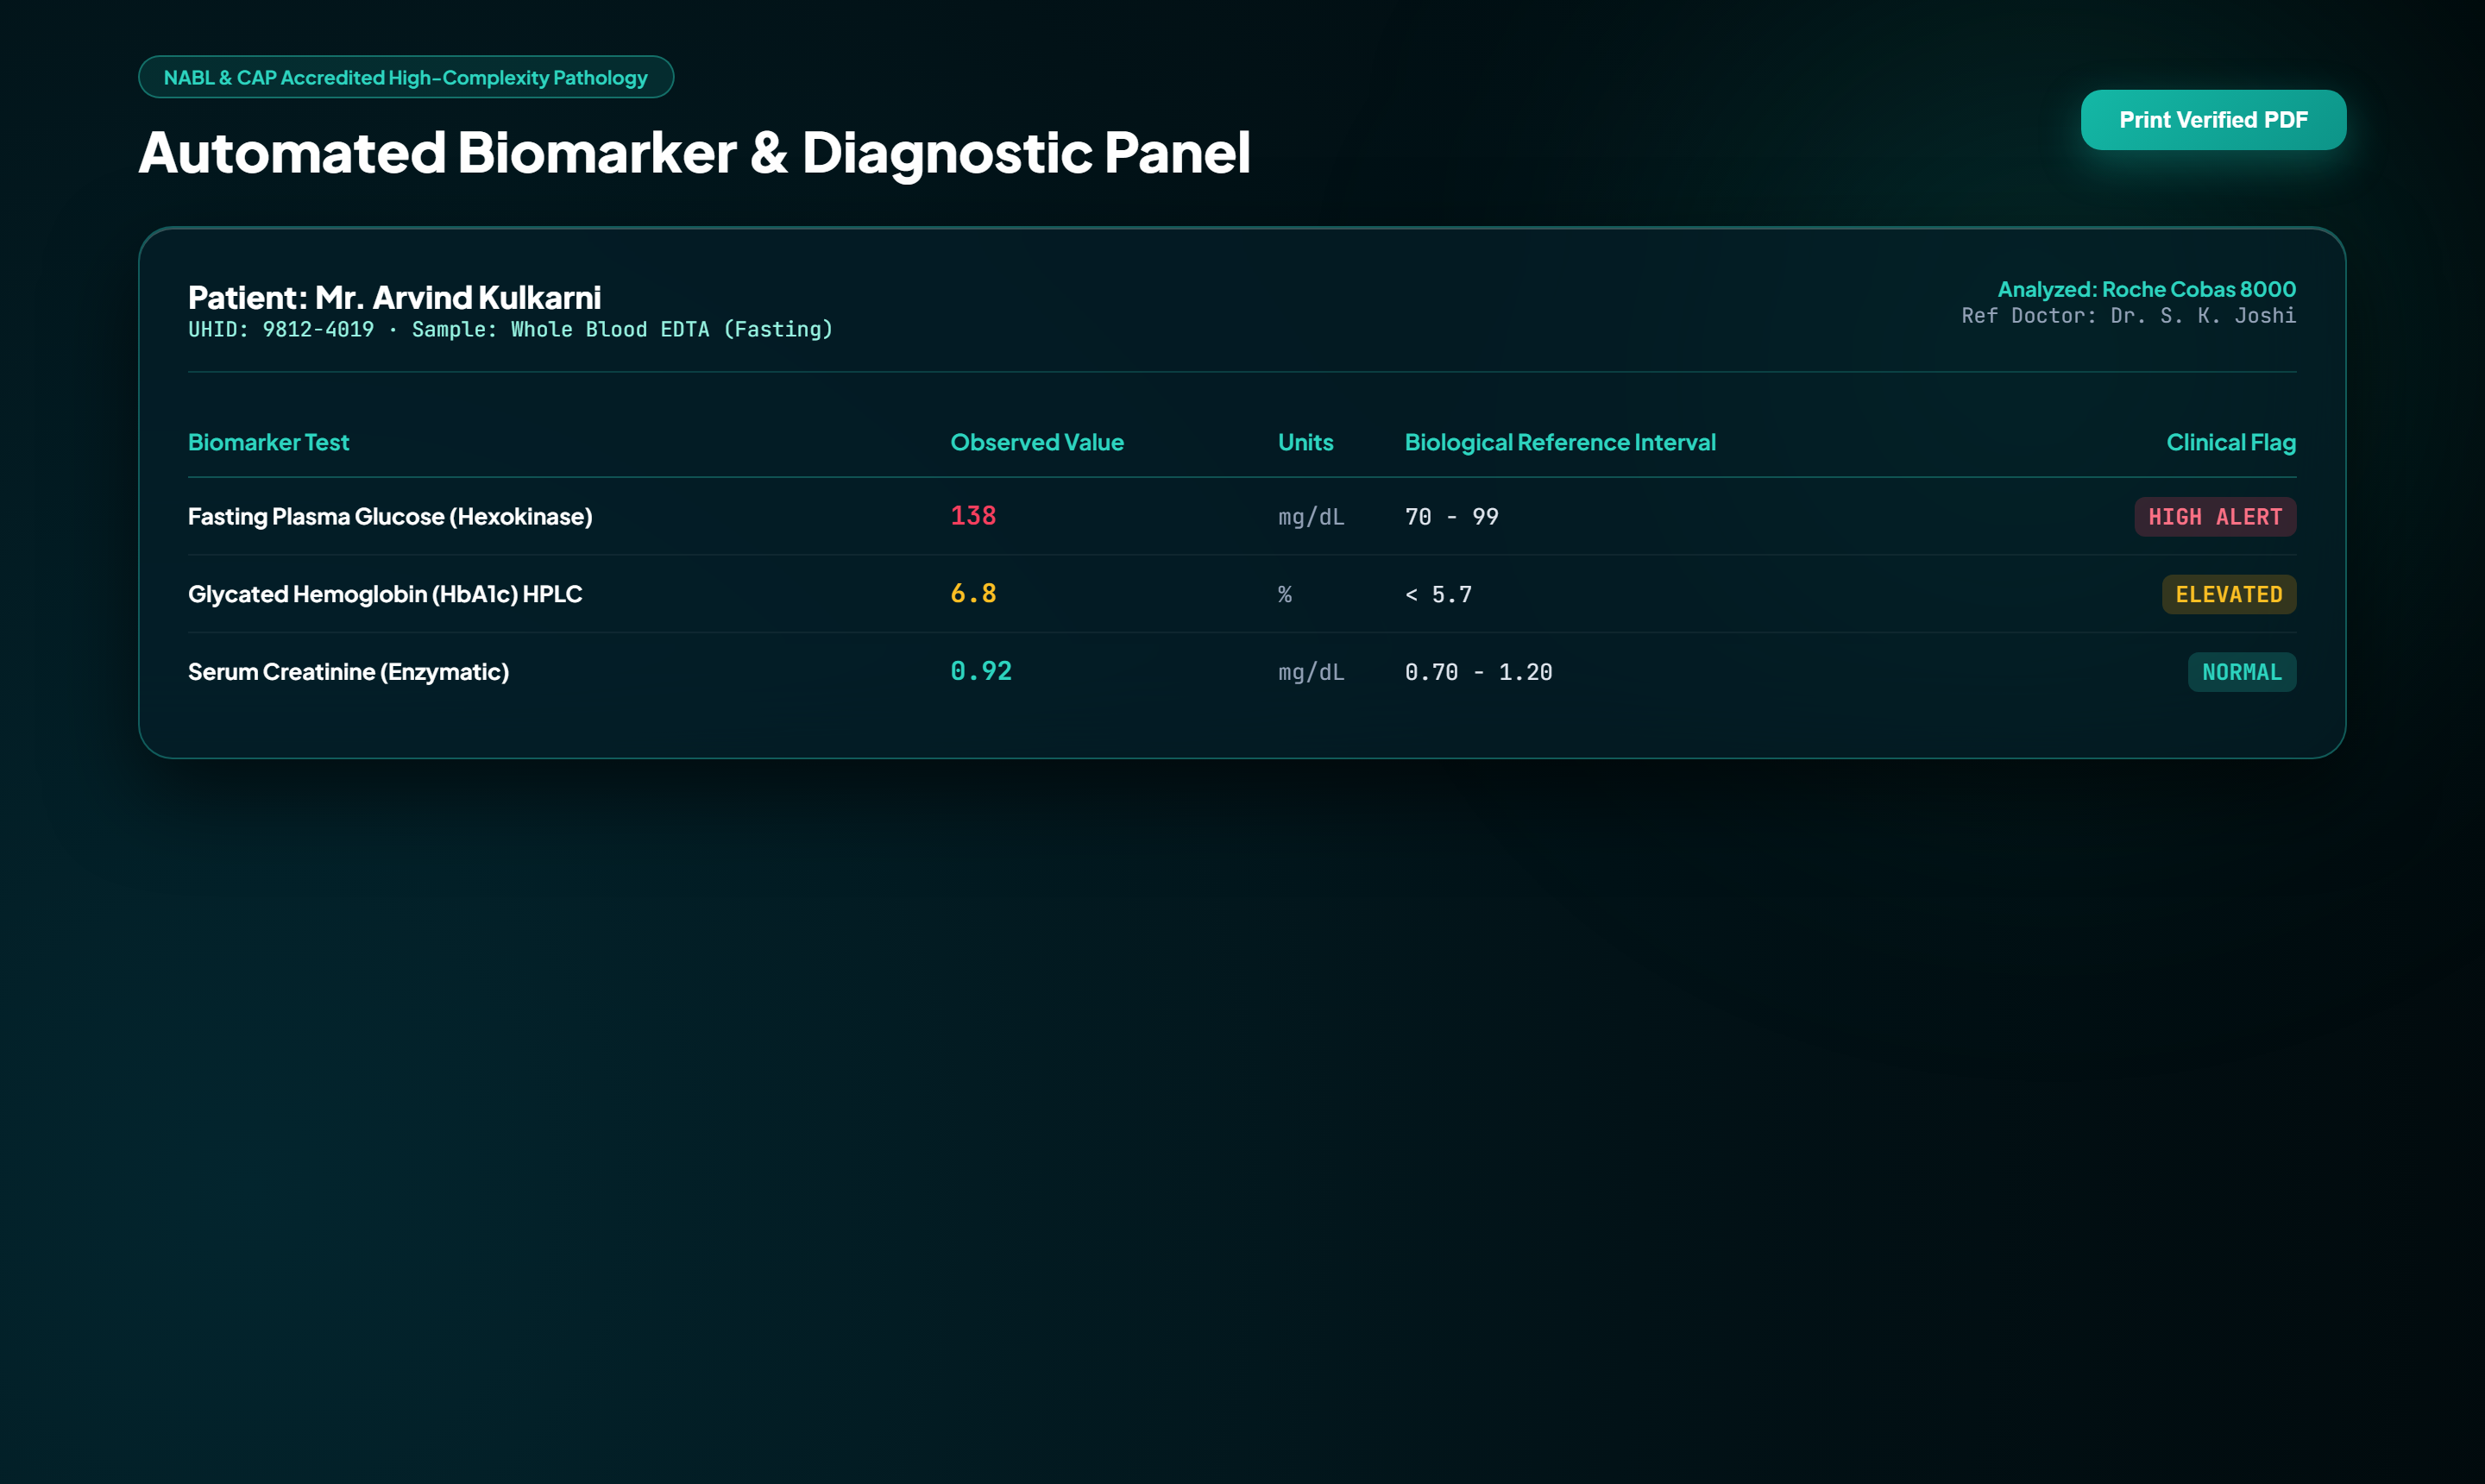 NABL & CAP Accredited High-Complexity Pathology
Automated Biomarker & Diagnostic Panel
Print Verified PDF
Patient: Mr. Arvind Kulkarni
UHID: 9812-4019 · Sample: Whole Blood EDTA (Fasting)
Analyzed: Roche Cobas 8000
Ref Doctor: Dr. S. K. Joshi
Biomarker Test Observed Value Units Biological Reference Interval Clinical Flag
Fasting Plasma Glucose (Hexokinase) 138 mg/dL 70 - 99 HIGH ALERT
Glycated Hemoglobin (HbA1c) HPLC 6.8 % < 5.7 ELEVATED
Serum Creatinine (Enzymatic) 0.92 mg/dL 0.70 - 1.20 NORMAL